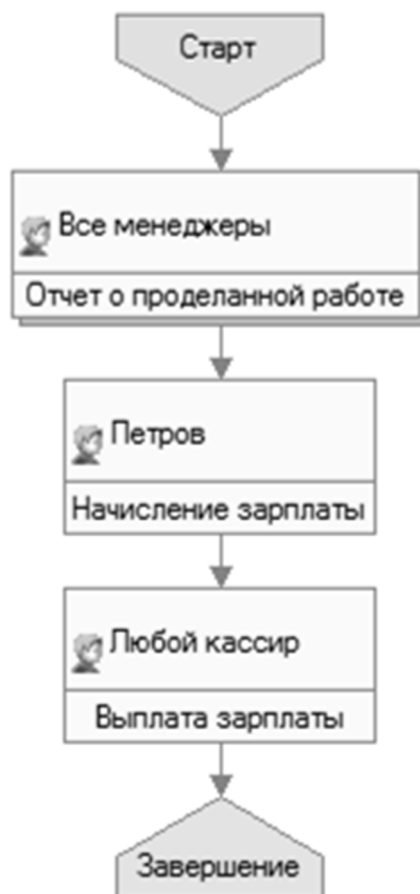 Старт
Все менеджеры
Отчет о проделанной работе
Петров
Начисление зарплаты
Любой кассир
Выплата зарплаты
Завершение